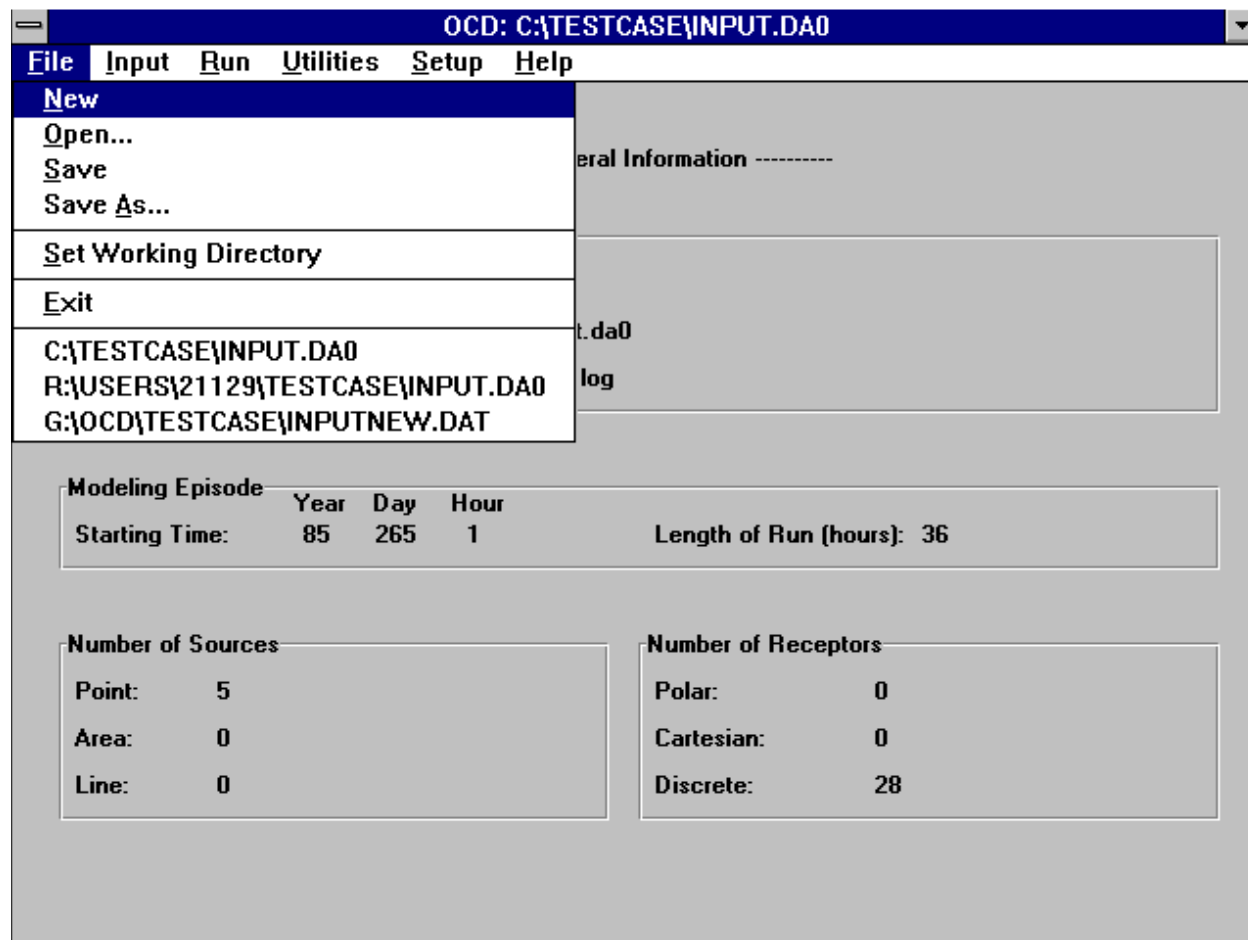 OCD: C:\TESTCASE\INPUT.DA0
File Input Run Utilities Setup Help
New
Open...
Save
Save As...
Set Working Directory
Exit
C:\TESTCASE\INPUT.DA0
R:\USERS\21129\TESTCASE\INPUT.DA0
G:\OCD\TESTCASE\INPUTNEW.DAT
eral Information ----------
t.da0
log
Modeling Episode
Year Day Hour
Starting Time: 85 265 1 Length of Run (hours): 36
Number of Sources
Point: 5
Area: 0
Line: 0
Number of Receptors
Polar: 0
Cartesian: 0
Discrete: 28